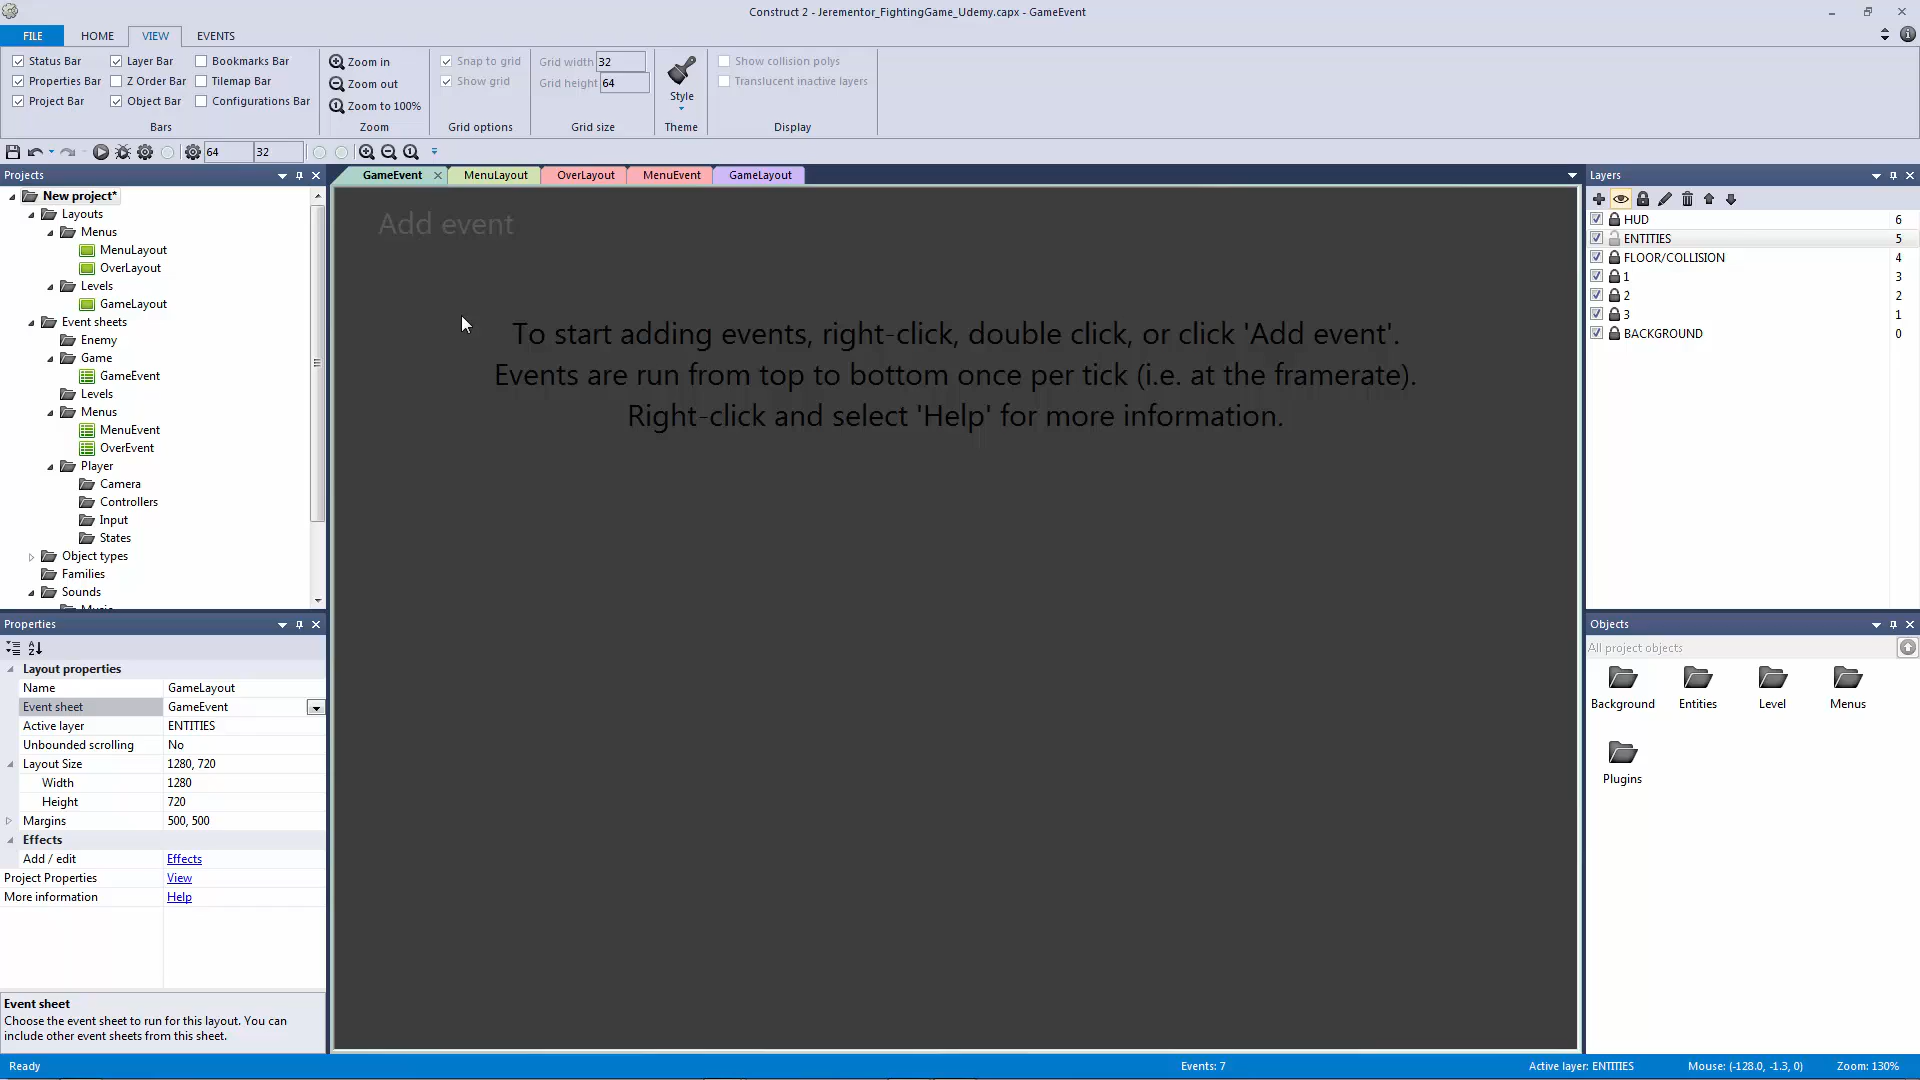 Construct 2 - Jerementor_FightingGame_Udemy.capx - GameEvent
FILE HOME VIEW EVENTS
Status Bar Layer Bar Bookmarks Bar Zoom in Snap to grid Grid width 32 Show collision polys
Properties Bar Z Order Bar Tilemap Bar Zoom out Show grid Grid height 64 Style Translucent inactive layers
Project Bar Object Bar Configurations Bar Zoom to 100%
Bars Zoom Grid options Grid size Theme Display
64 32
Projects
New project*
Layouts
Menus
MenuLayout
OverLayout
Levels
GameLayout
Event sheets
Enemy
Game
GameEvent
Levels
Menus
MenuEvent
OverEvent
Player
Camera
Controllers
Input
States
Object types
Families
Sounds
Music
Properties
Layout properties
Name GameLayout
Event sheet GameEvent
Active layer ENTITIES
Unbounded scrolling No
Layout Size 1280, 720
Width 1280
Height 720
Margins 500, 500
Effects
Add / edit Effects
Project Properties View
More information Help
Event sheet
Choose the event sheet to run for this layout. You can
include other event sheets from this sheet.
GameEvent MenuLayout OverLayout MenuEvent GameLayout
Add event
To start adding events, right-click, double click, or click 'Add event'.
Events are run from top to bottom once per tick (i.e. at the framerate).
Right-click and select 'Help' for more information.
Layers
HUD 6
ENTITIES 5
FLOOR/COLLISION 4
1 3
2 2
3 1
BACKGROUND 0
Objects
All project objects
Background Entities Level Menus
Plugins
Ready Events: 7 Active layer: ENTITIES Mouse: (-128.0, -1.3, 0) Zoom: 130%